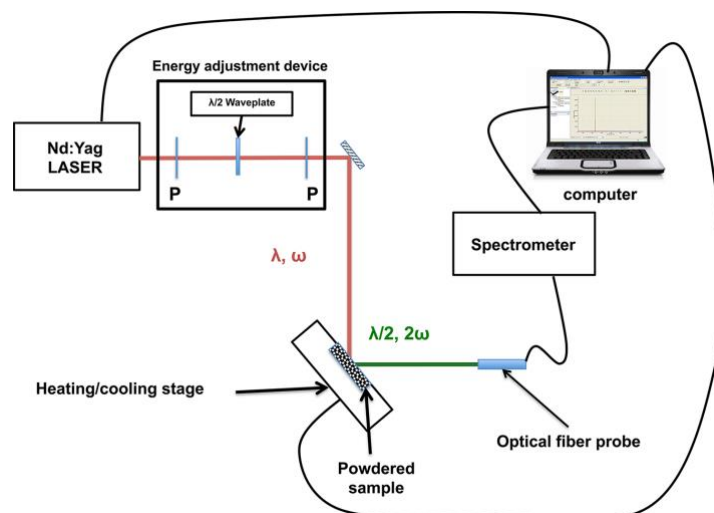 Energy adjustment device
λ/2 Waveplate
Nd:Yag
LASER
P
P
computer
Spectrometer
λ, ω
λ/2, 2ω
Heating/cooling stage
Optical fiber probe
Powdered
sample